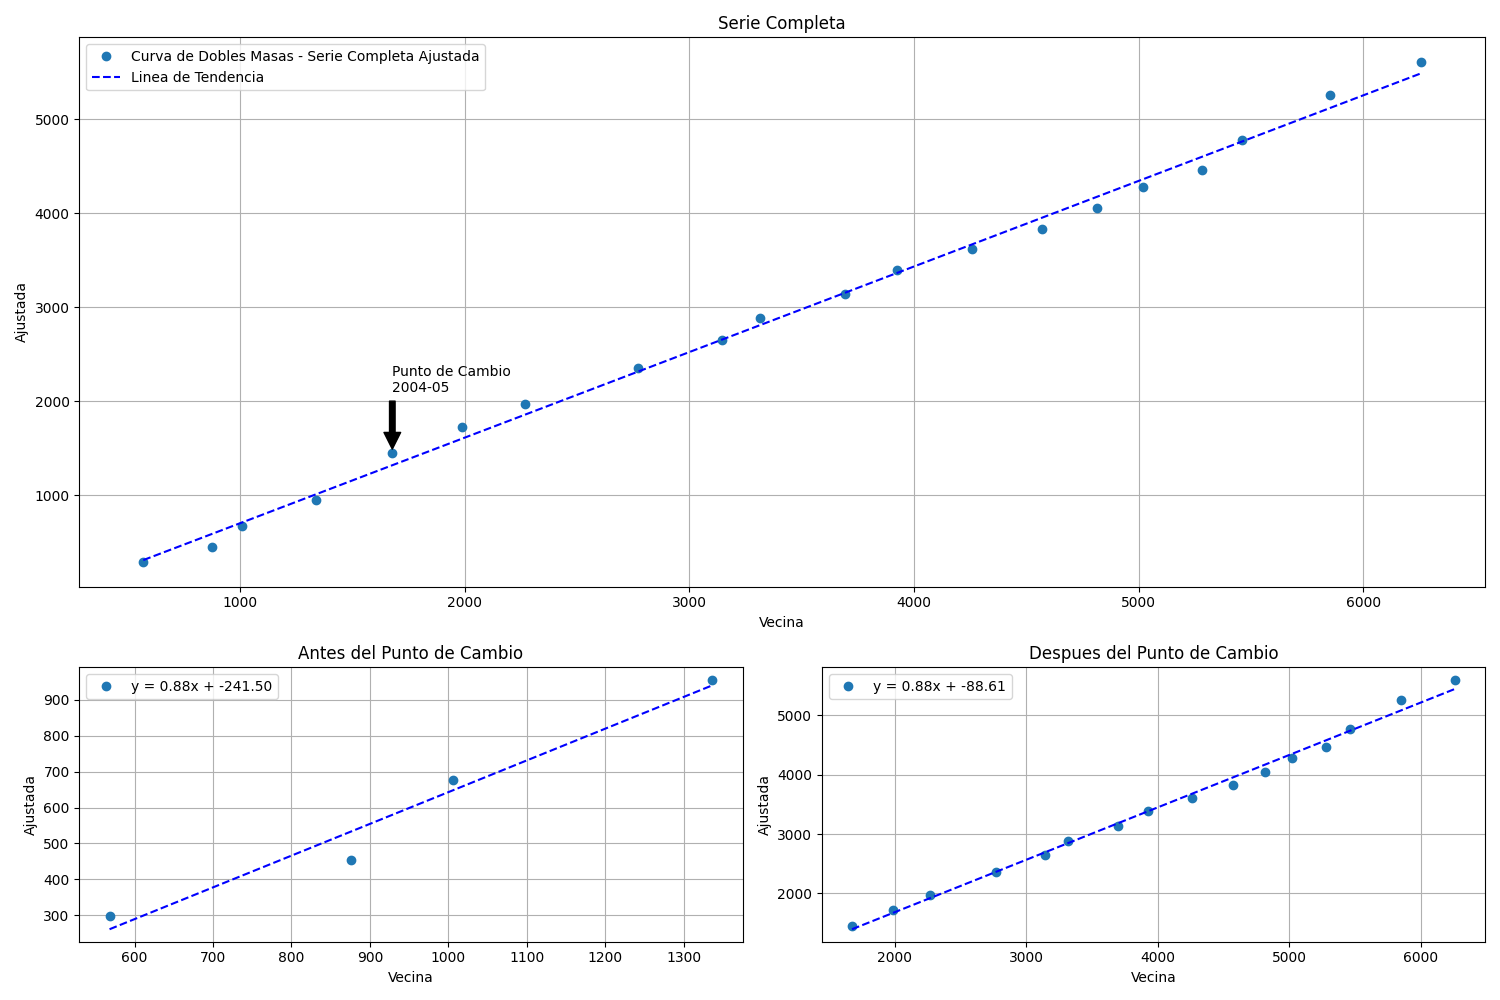 Serie Completa
Curva de Dobles Masas - Serie Completa Ajustada
Linea de Tendencia
5000
4000
3000
2000
1000
Ajustada
Punto de Cambio
2004-05
1000 2000 3000 4000 5000 6000
Vecina
Antes del Punto de Cambio
y = 0.88x + -241.50
900
800
700
600
500
400
300
Ajustada
600 700 800 900 1000 1100 1200 1300
Vecina
Despues del Punto de Cambio
y = 0.88x + -88.61
5000
4000
3000
2000
Ajustada
2000 3000 4000 5000 6000
Vecina